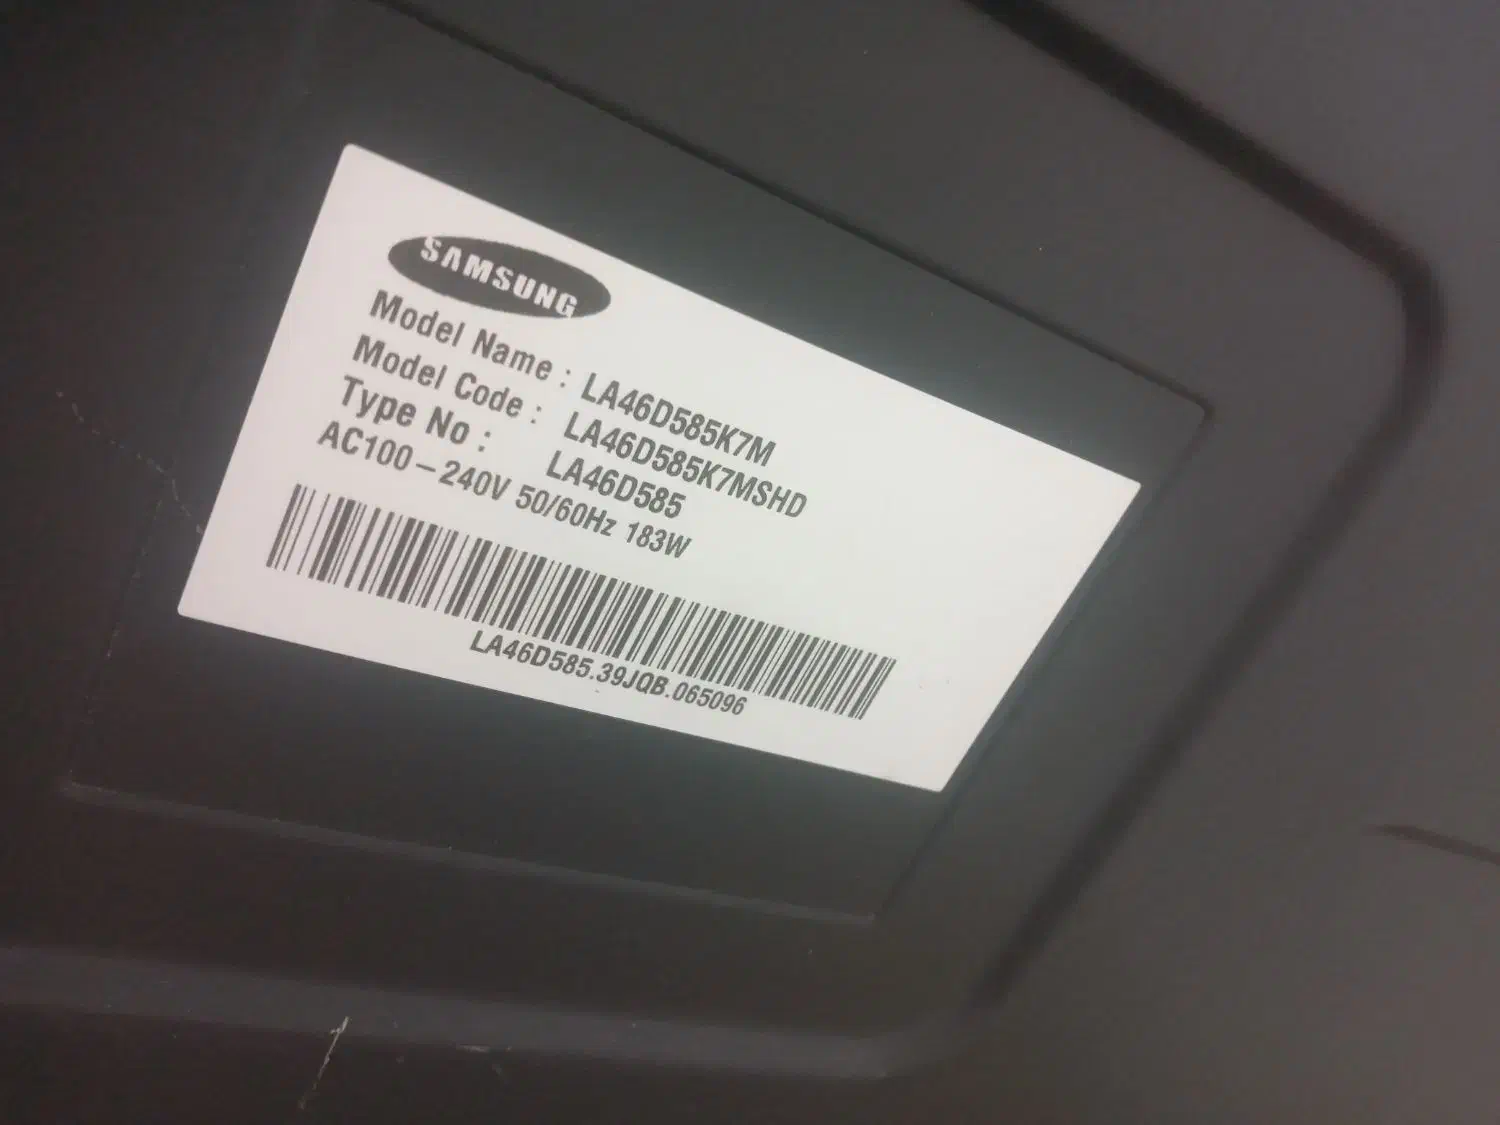 SAMSUNG
Model Name : LA46D585K7M
Model Code : LA46D585K7MSHD
Type No : LA46D585
AC100-240V 50/60Hz 183W
LA46D585.39JQB.065096